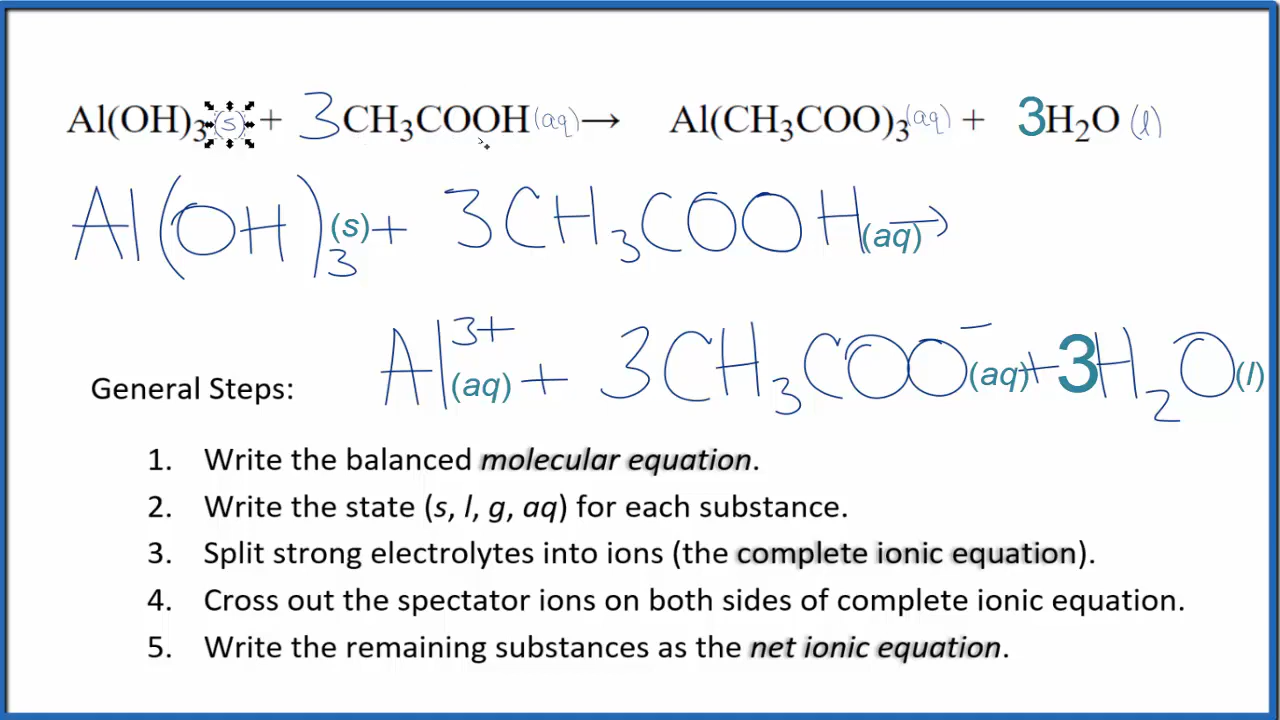 Al(OH)₃(s) + 3CH₃COOH(aq) → Al(CH₃COO)₃(aq) + 3H₂O(l)
Al(OH)₃(s) + 3CH₃COOH(aq) →
Al³⁺(aq) + 3CH₃COO⁻(aq) + 3H₂O(l)
General Steps:
1. Write the balanced molecular equation.
2. Write the state (s, l, g, aq) for each substance.
3. Split strong electrolytes into ions (the complete ionic equation).
4. Cross out the spectator ions on both sides of complete ionic equation.
5. Write the remaining substances as the net ionic equation.